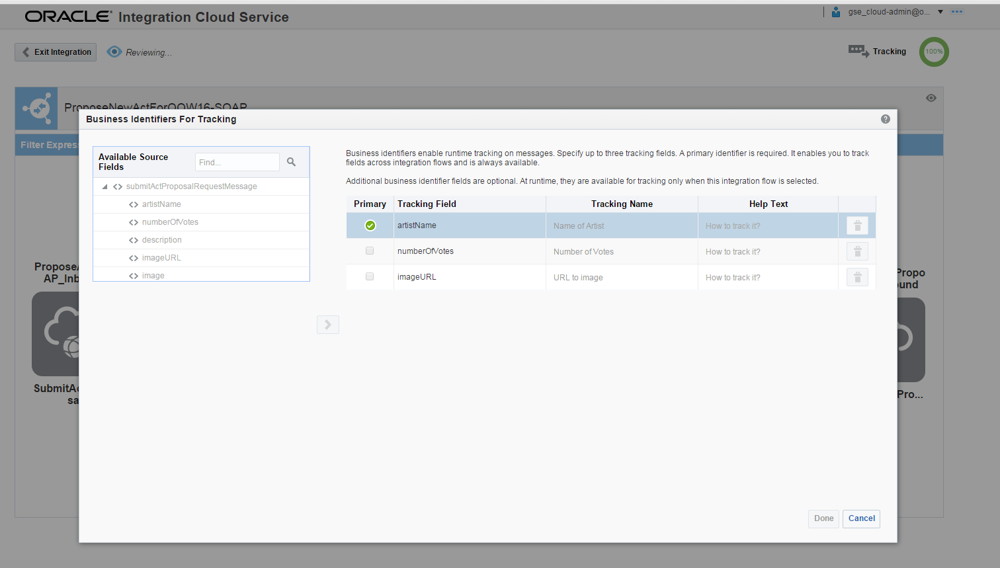 ORACLE® Integration Cloud Service
gse_cloud-admin@o...
Exit Integration
Reviewing...
Tracking
100%
ProposeNewActForOOW16-SOAP
Business Identifiers For Tracking
?
Filter Express
Available Source
Fields
Find...
submitActProposalRequestMessage
artistName
numberOfVotes
description
imageURL
image
Business identifiers enable runtime tracking on messages. Specify up to three tracking fields. A primary identifier is required. It enables you to track
fields across integration flows and is always available.
Additional business identifier fields are optional. At runtime, they are available for tracking only when this integration flow is selected.
Primary Tracking Field Tracking Name Help Text
artistName Name of Artist How to track it?
numberOfVotes Number of Votes How to track it?
imageURL URL to image How to track it?
Propose
AP_Inb
SubmitAc
sa
Propo
und
Pro...
Done Cancel